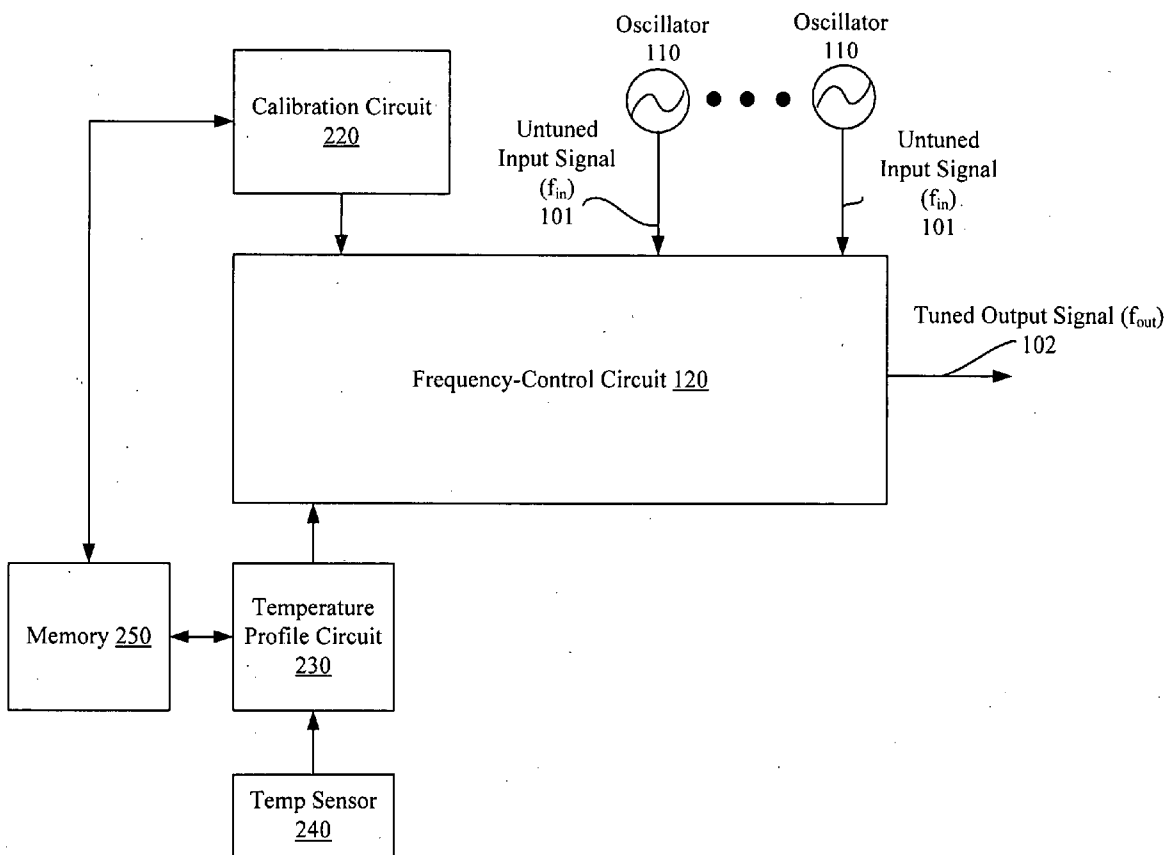 Oscillator
110
Oscillator
110
Calibration Circuit
220
Untuned
Input Signal
(fin)
101
Untuned
Input Signal
(fin)
101
Tuned Output Signal (fout)
102
Frequency-Control Circuit 120
Memory 250
Temperature
Profile Circuit
230
Temp Sensor
240